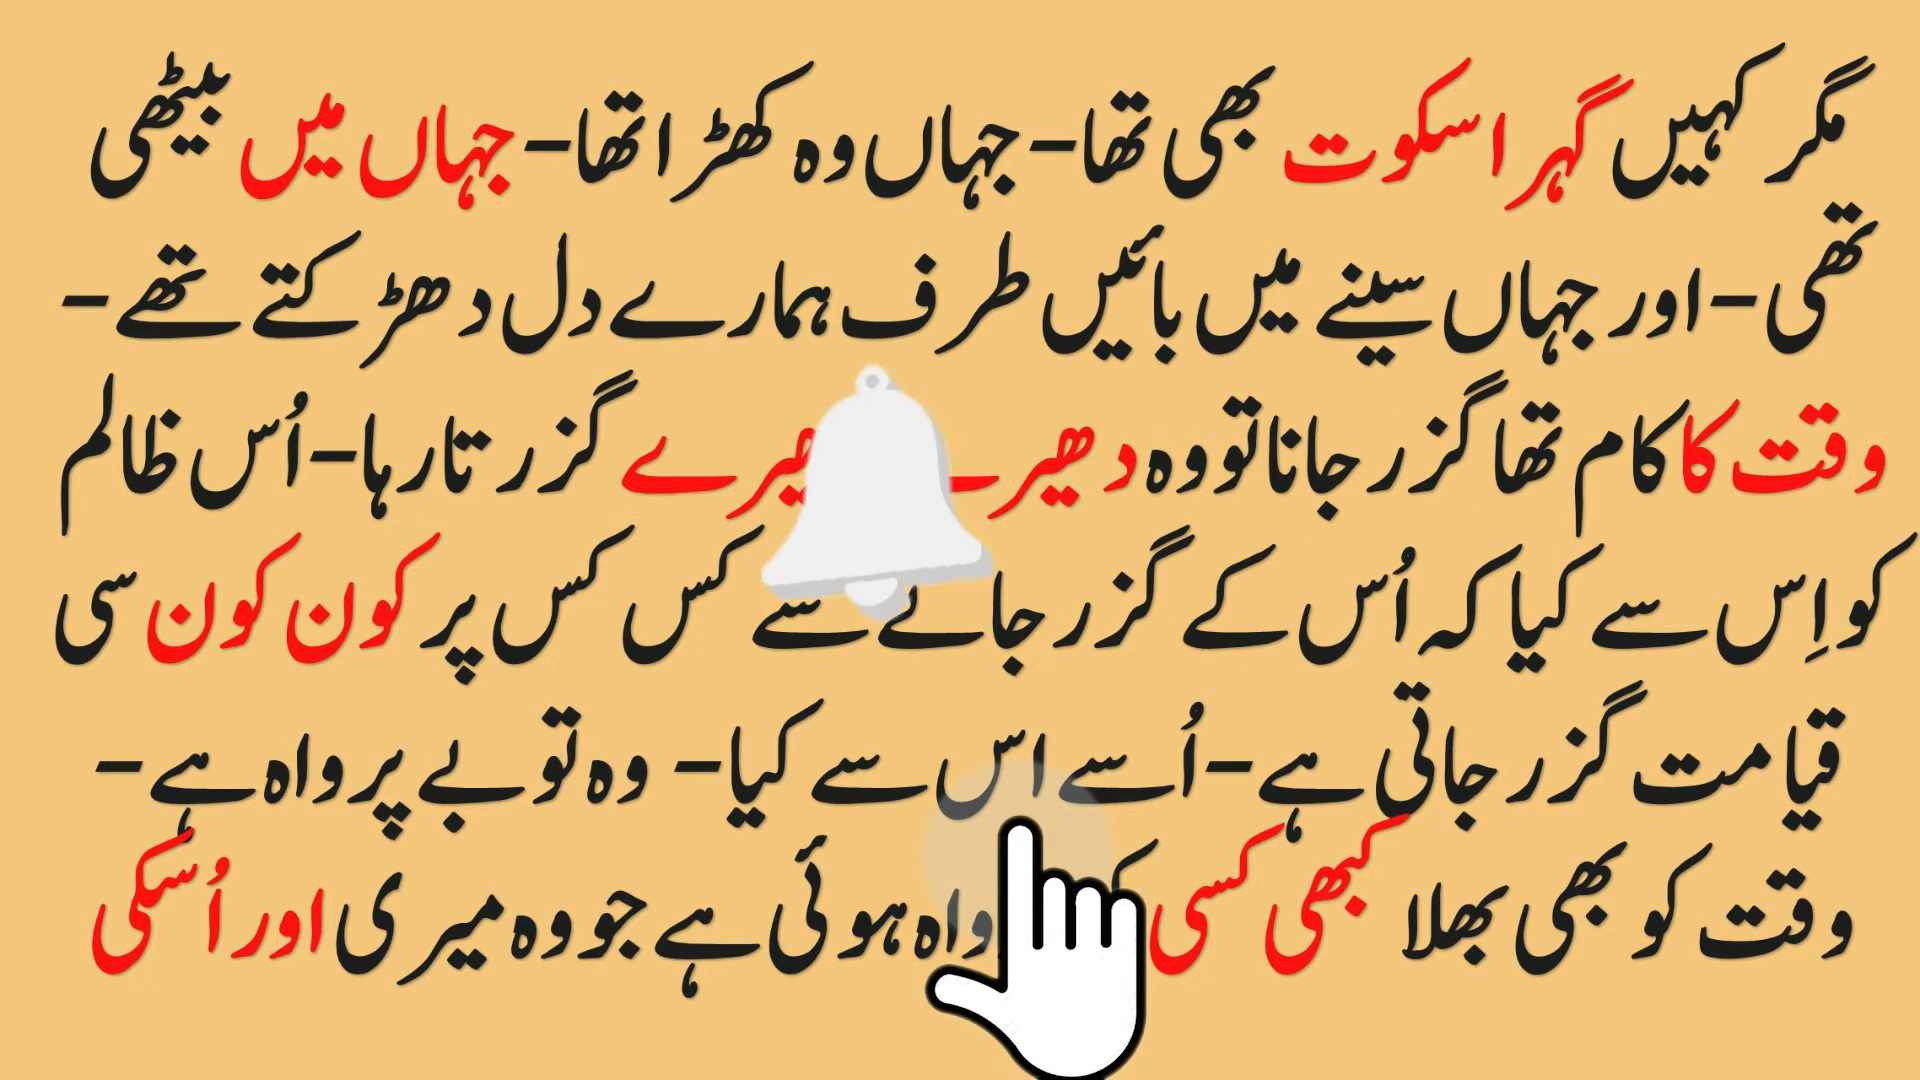 مگر کہیں گہرا سکوت بھی تھا- جہاں وہ کھڑا تھا- جہاں میں بیٹھی
تھی- اور جہاں سینے میں بائیں طرف ہمارے دل دھڑکتے تھے-
وقت کا کام تھا گزر جانا تو وہ دھیرے دھیرے گزرتا رہا- اُس ظالم
کو اِس سے کیا کہ اُس کے گزر جانے سے کس کس پر کون کون سی
قیامت گزر جاتی ہے- اُسے اس سے کیا- وہ تو بے پرواہ ہے-
وقت کو بھی بھلا کبھی کسی ہوئی ہے جو وہ میری اور اُسکی